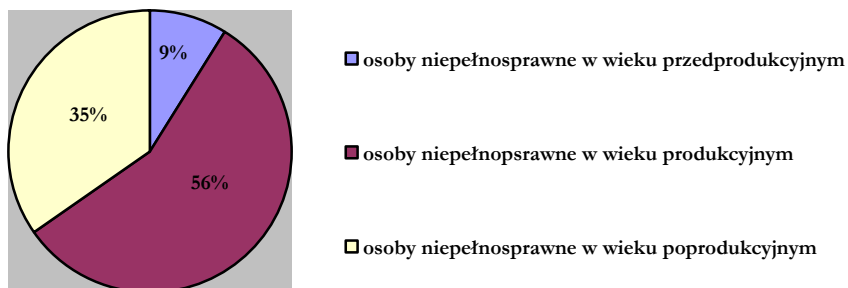 9%
osoby niepełnosprawne w wieku przedprodukcyjnym
35%
osoby niepełnopsrawne w wieku produkcyjnym
56%
osoby niepełnosprawne w wieku poprodukcyjnym